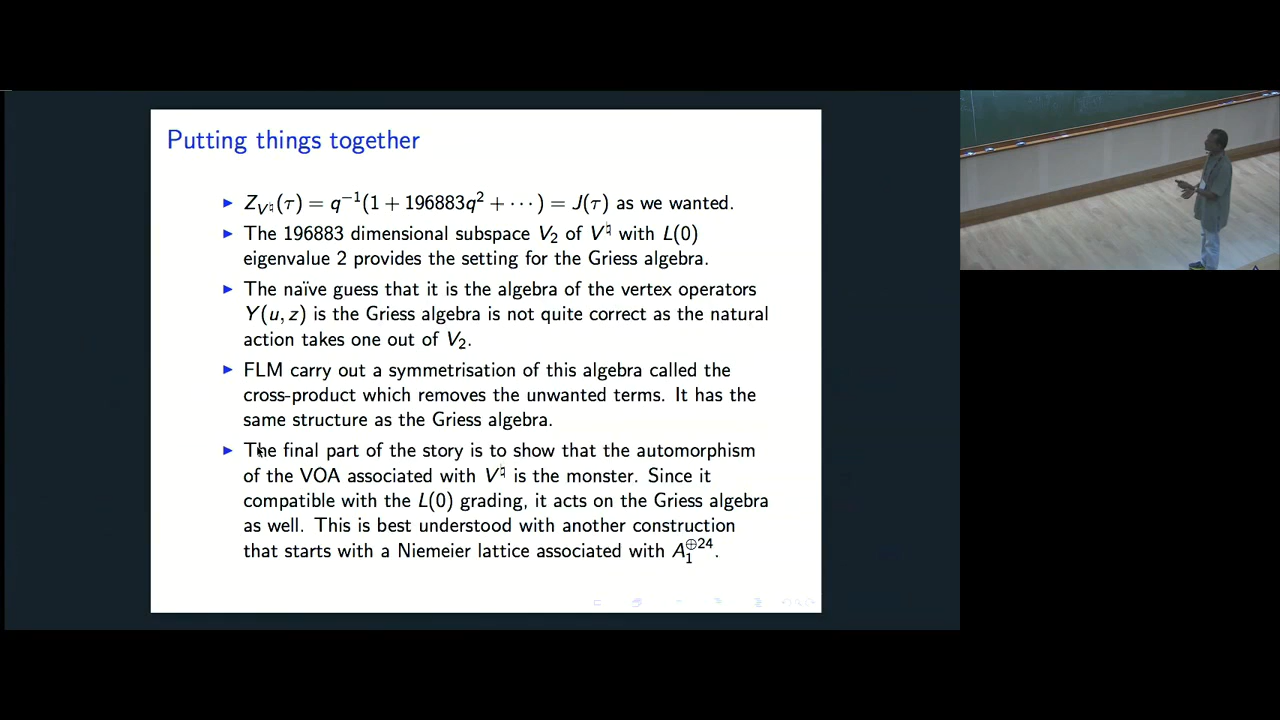 Putting things together
▶ Z_{V^♮}(τ) = q^{−1}(1 + 196883q^2 + ···) = J(τ) as we wanted.
▶ The 196883 dimensional subspace V_2 of V^♮ with L(0)
eigenvalue 2 provides the setting for the Griess algebra.
▶ The naïve guess that it is the algebra of the vertex operators
Y(u, z) is the Griess algebra is not quite correct as the natural
action takes one out of V_2.
▶ FLM carry out a symmetrisation of this algebra called the
cross-product which removes the unwanted terms. It has the
same structure as the Griess algebra.
▶ The final part of the story is to show that the automorphism
of the VOA associated with V^♮ is the monster. Since it
compatible with the L(0) grading, it acts on the Griess algebra
as well. This is best understood with another construction
that starts with a Niemeier lattice associated with A_1^{⊕24}.